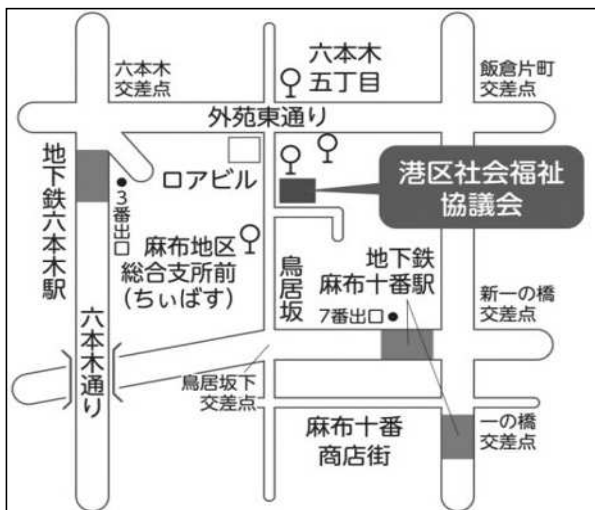 六本木
交差点
六本木
五丁目
飯倉片町
交差点
外苑東通り
地下鉄六本木駅
3番出口
ロアビル
港区社会福祉
協議会
麻布地区
総合支所前
(ちぃばす)
鳥居坂
地下鉄
麻布十番駅
7番出口
新一の橋
交差点
六本木通り
鳥居坂下
交差点
麻布十番
商店街
一の橋
交差点